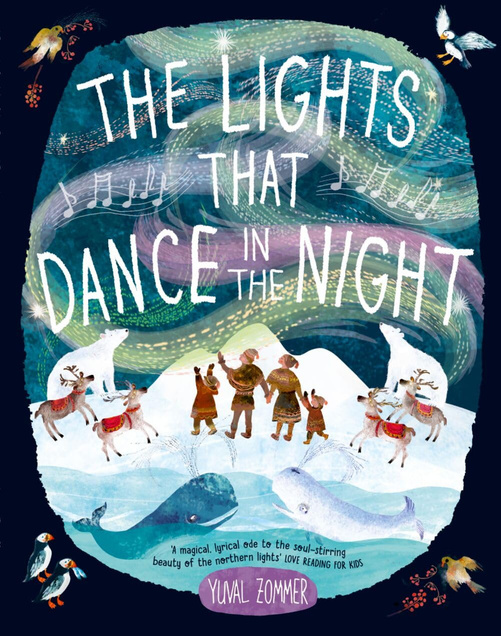 THE LIGHTS
THAT
DANCE IN THE NIGHT
'A magical, lyrical ode to the soul-stirring
beauty of the northern lights' LOVE READING FOR KIDS
YUVAL ZOMMER